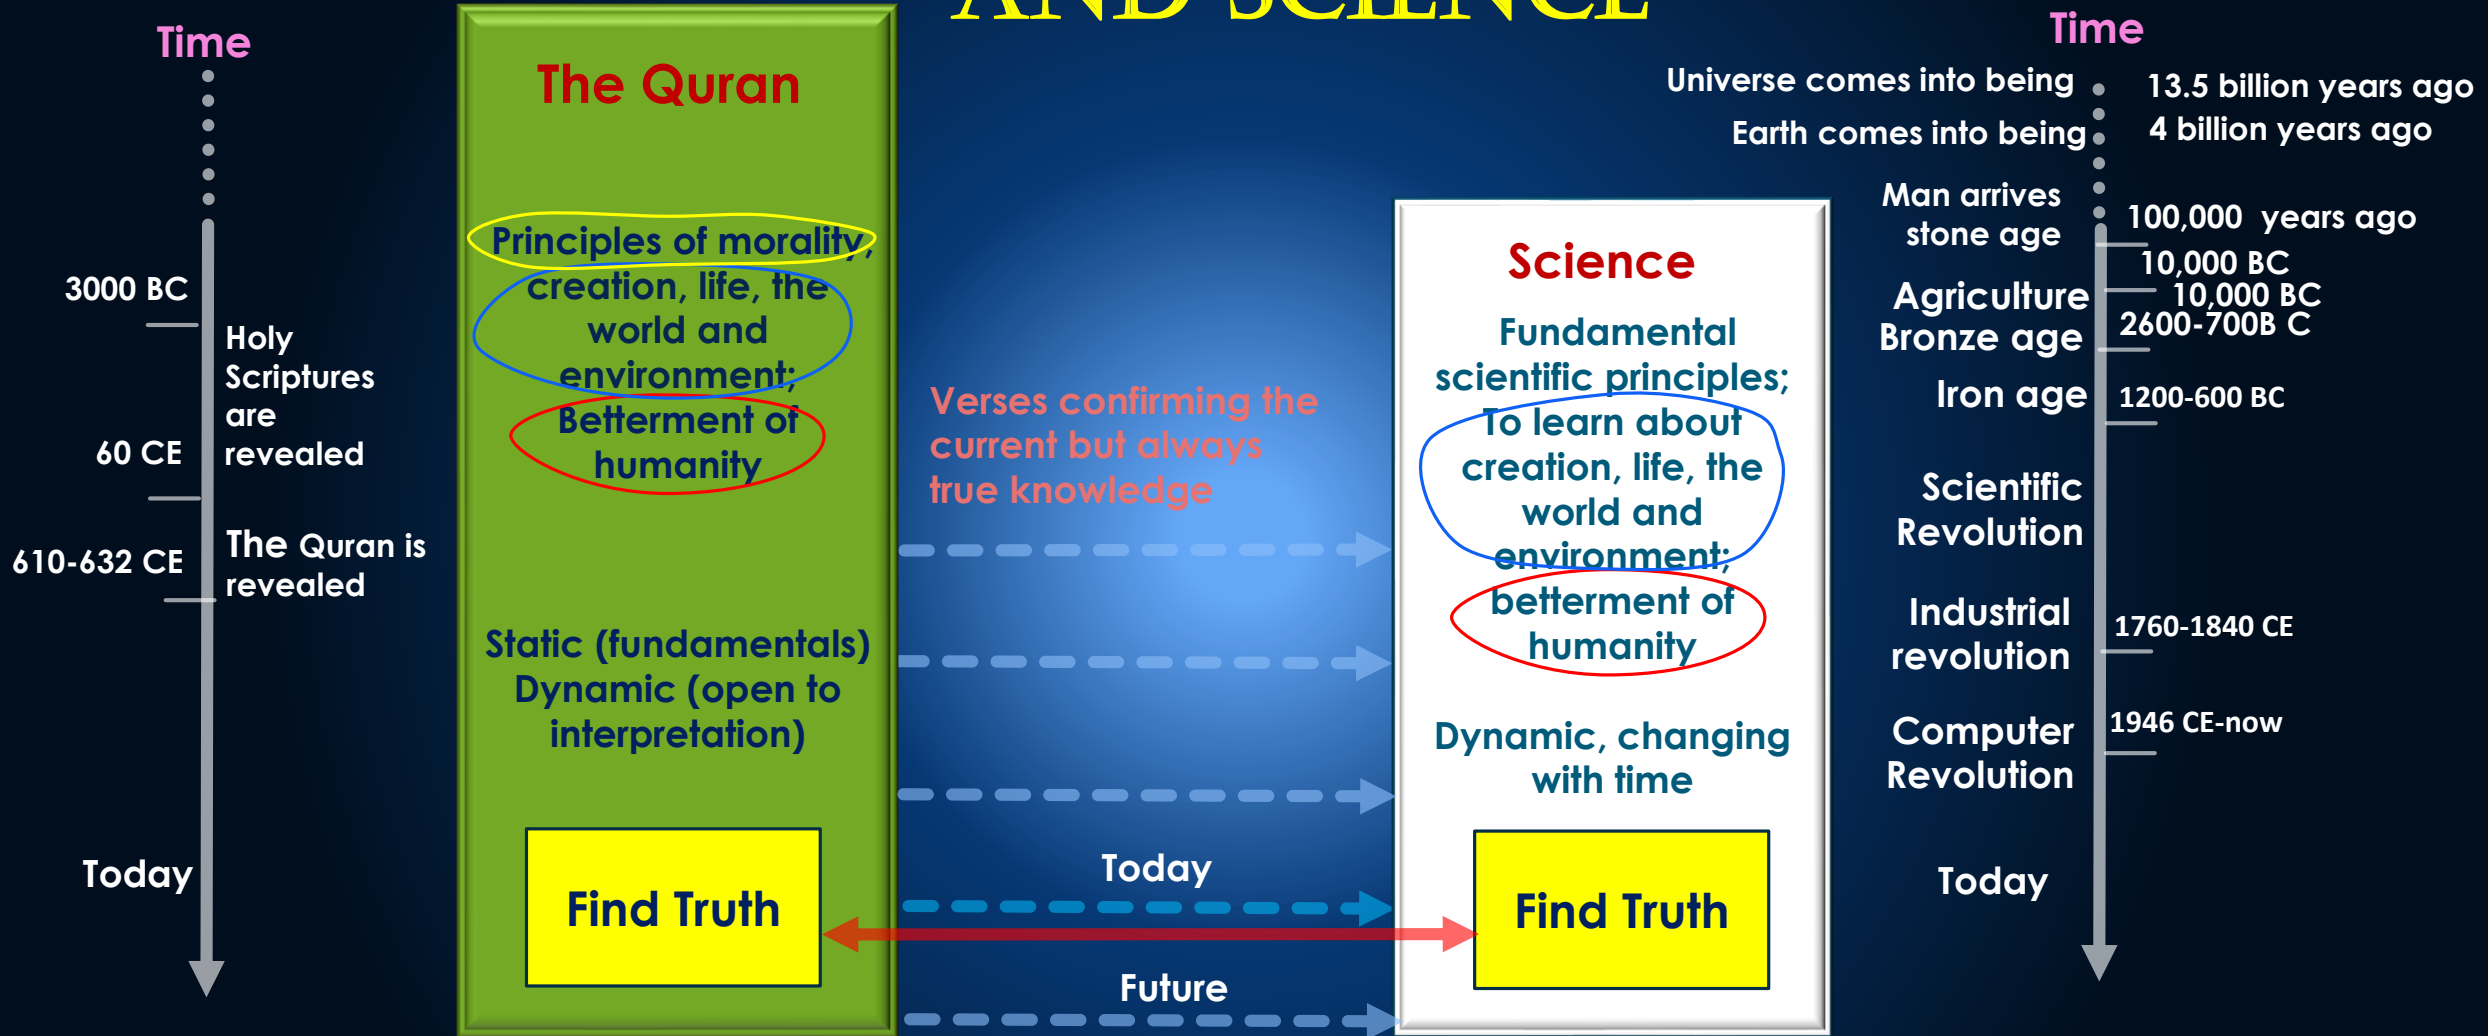 AND SCIENCE
Time
3000 BC
Holy
Scriptures
are
revealed
60 CE
610-632 CE
The Quran is
revealed
Today
The Quran
Principles of morality,
creation, life, the
world and
environment;
Betterment of
humanity
Static (fundamentals)
Dynamic (open to
interpretation)
Find Truth
Verses confirming the
current but always
true knowledge
Today
Future
Science
Fundamental
scientific principles;
To learn about
creation, life, the
world and
environment;
betterment of
humanity
Dynamic, changing
with time
Find Truth
Time
Universe comes into being
13.5 billion years ago
Earth comes into being
4 billion years ago
Man arrives
stone age
100,000 years ago
10,000 BC
Agriculture
10,000 BC
Bronze age
2600-700B C
Iron age
1200-600 BC
Scientific
Revolution
Industrial
revolution
1760-1840 CE
Computer
Revolution
1946 CE-now
Today